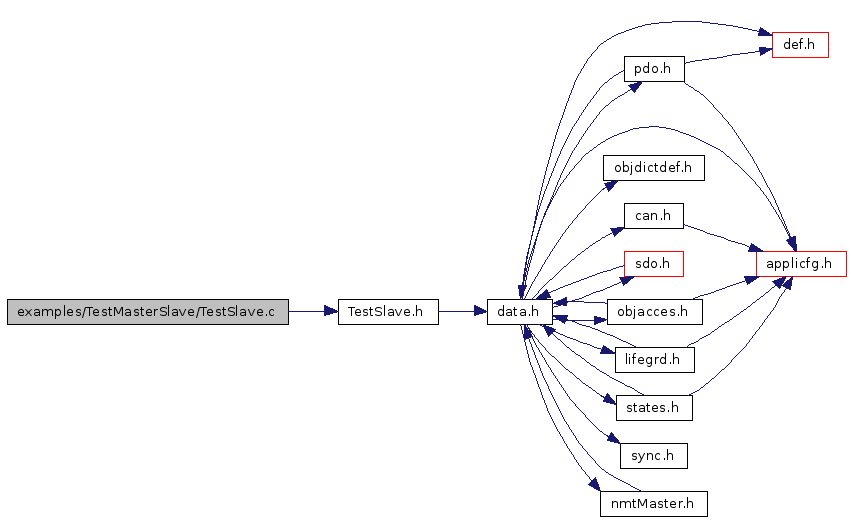 def.h
pdo.h
objdictdef.h
can.h
sdo.h
applicfg.h
examples/TestMasterSlave/TestSlave.c
TestSlave.h
data.h
objacces.h
lifegrd.h
states.h
sync.h
nmtMaster.h